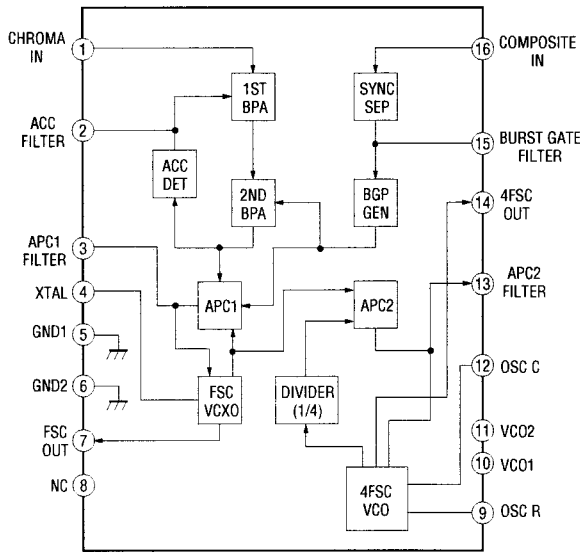 CHROMA
IN
1
ACC
FILTER
2
APC1
FILTER
3
XTAL
4
GND1
5
GND2
6
FSC
OUT
7
NC
8
1ST
BPA
SYNC
SEP
ACC
DET
2ND
BPA
BGP
GEN
APC1
APC2
FSC
VCXO
DIVIDER
(1/4)
4FSC
VCO
16
COMPOSITE
IN
15
BURST GATE
FILTER
14
4FSC
OUT
13
APC2
FILTER
12
OSC C
11
VCO2
10
VCO1
9
OSC R